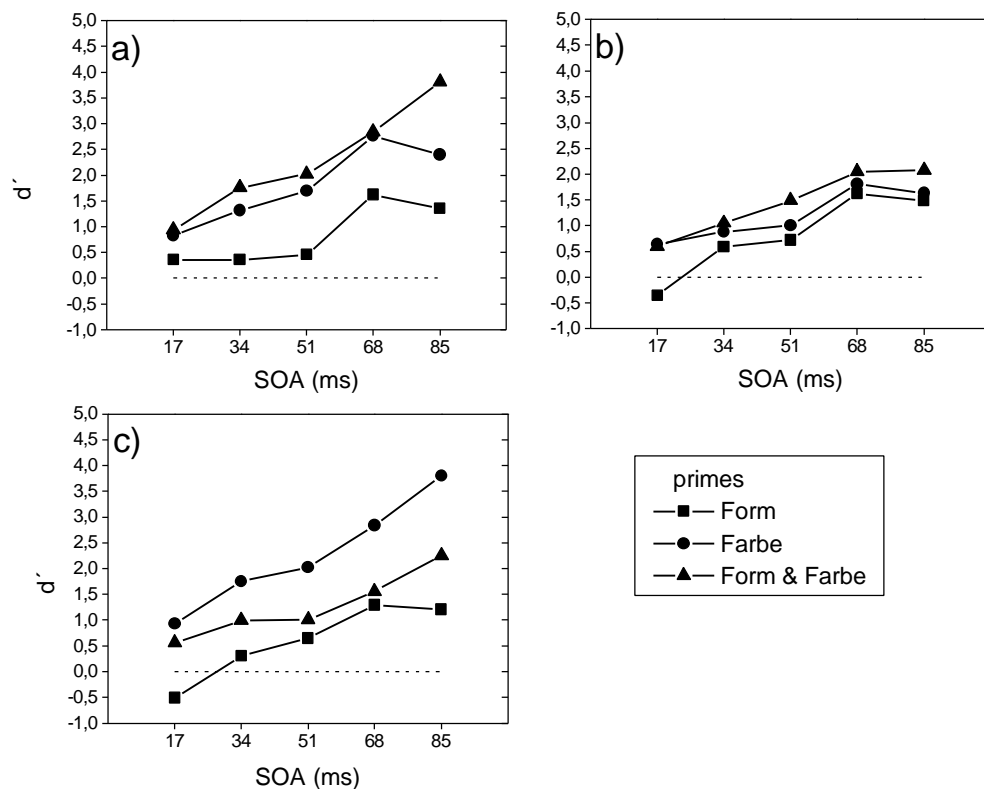 a)
5,0
4,5
4,0
3,5
3,0
2,5
2,0
1,5
1,0
0,5
0,0
-0,5
-1,0
d´
17 34 51 68 85
SOA (ms)
b)
5,0
4,5
4,0
3,5
3,0
2,5
2,0
1,5
1,0
0,5
0,0
-0,5
-1,0
17 34 51 68 85
SOA (ms)
c)
5,0
4,5
4,0
3,5
3,0
2,5
2,0
1,5
1,0
0,5
0,0
-0,5
-1,0
d´
17 34 51 68 85
SOA (ms)
primes
Form
Farbe
Form & Farbe